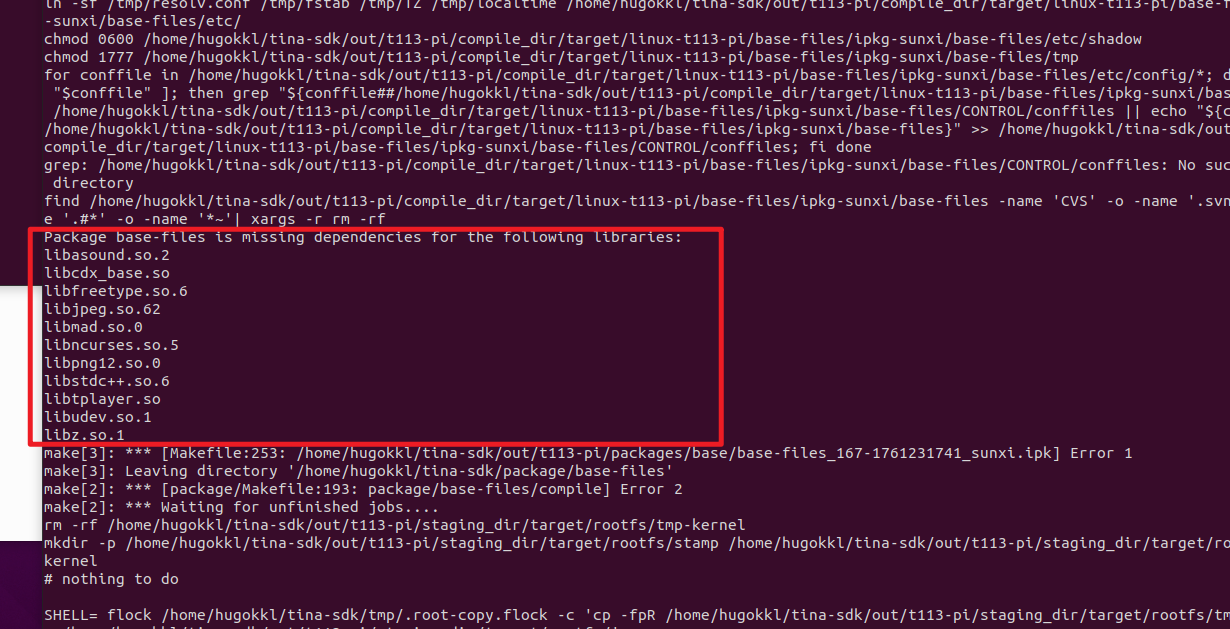 ln -sf /tmp/resolv.conf /tmp/fstab /tmp/TZ /tmp/localtime /home/hugokkl/tina-sdk/out/t113-pi/compile_dir/target/linux-t113-pi/base-f
-sunxi/base-files/etc/
chmod 0600 /home/hugokkl/tina-sdk/out/t113-pi/compile_dir/target/linux-t113-pi/base-files/ipkg-sunxi/base-files/etc/shadow
chmod 1777 /home/hugokkl/tina-sdk/out/t113-pi/compile_dir/target/linux-t113-pi/base-files/ipkg-sunxi/base-files/tmp
for conffile in /home/hugokkl/tina-sdk/out/t113-pi/compile_dir/target/linux-t113-pi/base-files/ipkg-sunxi/base-files/etc/config/*; d
"$conffile" ]; then grep "${conffile##/home/hugokkl/tina-sdk/out/t113-pi/compile_dir/target/linux-t113-pi/base-files/ipkg-sunxi/bas
/home/hugokkl/tina-sdk/out/t113-pi/compile_dir/target/linux-t113-pi/base-files/ipkg-sunxi/base-files/CONTROL/conffiles || echo "${c
/home/hugokkl/tina-sdk/out/t113-pi/compile_dir/target/linux-t113-pi/base-files/ipkg-sunxi/base-files}" >> /home/hugokkl/tina-sdk/out
compile_dir/target/linux-t113-pi/base-files/ipkg-sunxi/base-files/CONTROL/conffiles; fi done
grep: /home/hugokkl/tina-sdk/out/t113-pi/compile_dir/target/linux-t113-pi/base-files/ipkg-sunxi/base-files/CONTROL/conffiles: No suc
directory
find /home/hugokkl/tina-sdk/out/t113-pi/compile_dir/target/linux-t113-pi/base-files/ipkg-sunxi/base-files -name 'CVS' -o -name '.svn
e '.#*' -o -name '*~'| xargs -r rm -rf
Package base-files is missing dependencies for the following libraries:
libasound.so.2
libcdx_base.so
libfreetype.so.6
libjpeg.so.62
libmad.so.0
libncurses.so.5
libpng12.so.0
libstdc++.so.6
libtplayer.so
libudev.so.1
libz.so.1
make[3]: *** [Makefile:253: /home/hugokkl/tina-sdk/out/t113-pi/packages/base/base-files_167-1761231741_sunxi.ipk] Error 1
make[3]: Leaving directory '/home/hugokkl/tina-sdk/package/base-files'
make[2]: *** [package/Makefile:193: package/base-files/compile] Error 2
make[2]: *** Waiting for unfinished jobs....
rm -rf /home/hugokkl/tina-sdk/out/t113-pi/staging_dir/target/rootfs/tmp-kernel
mkdir -p /home/hugokkl/tina-sdk/out/t113-pi/staging_dir/target/rootfs/stamp /home/hugokkl/tina-sdk/out/t113-pi/staging_dir/target/ro
kernel
# nothing to do
SHELL= flock /home/hugokkl/tina-sdk/tmp/.root-copy.flock -c 'cp -fpR /home/hugokkl/tina-sdk/out/t113-pi/staging_dir/target/rootfs/tm